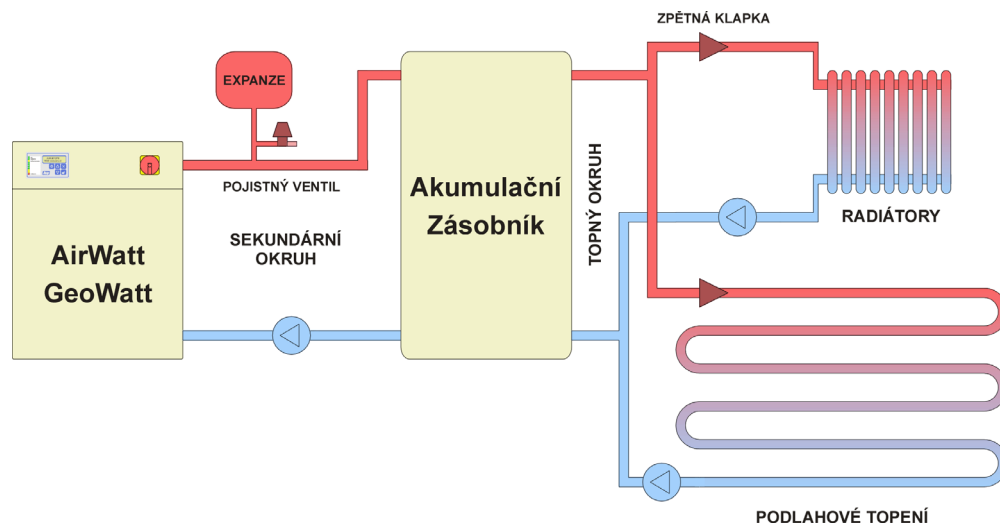 ZPĚTNÁ KLAPKA
EXPANZE
POJISTNÝ VENTIL
AirWatt
GeoWatt
SEKUNDÁRNÍ
OKRUH
Akumulační
Zásobník
TOPNÝ OKRUH
RADIÁTORY
PODLAHOVÉ TOPENÍ